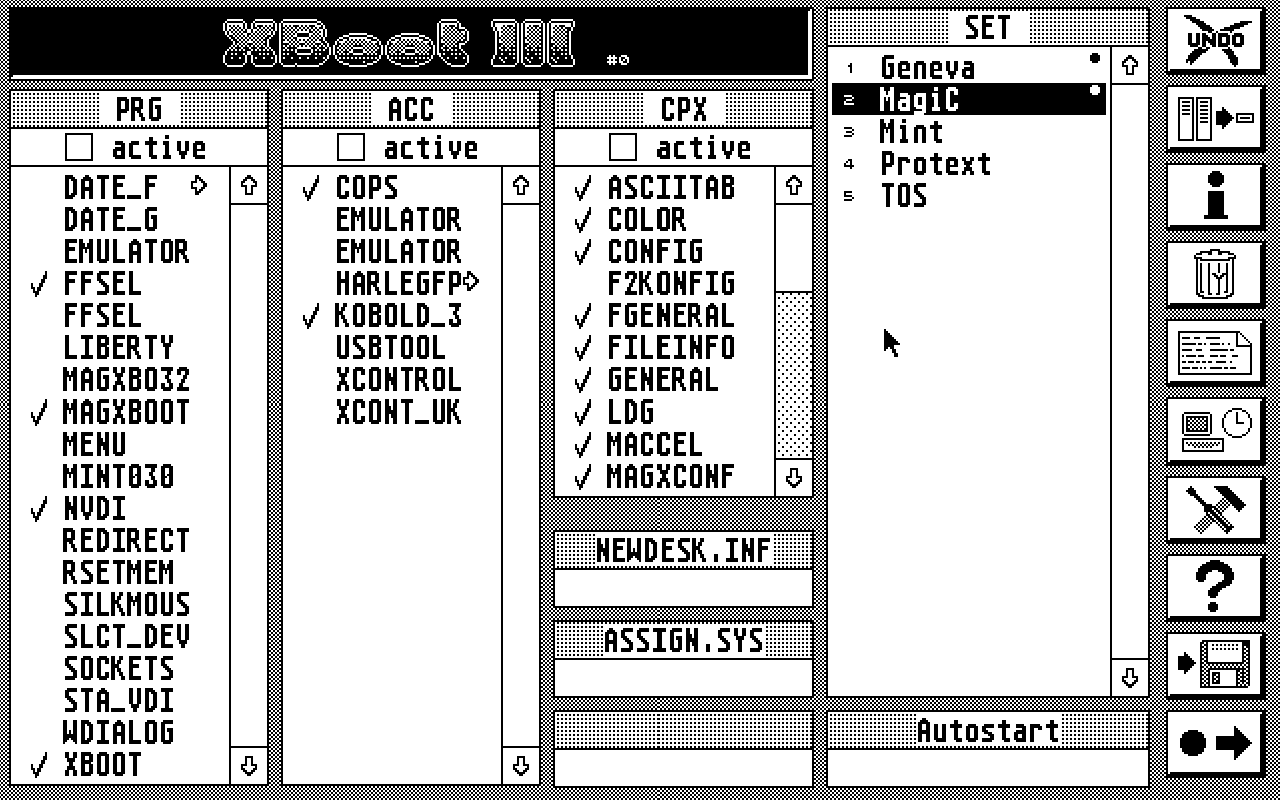 XBoot III #0
PRG
active
DATE_F
DATE_G
EMULATOR
FFSEL
FFSEL
LIBERTY
MAGXBO32
MAGXBOOT
MENU
MINT030
NVDI
REDIRECT
RSETMEM
SILKMOUS
SLCT_DEV
SOCKETS
STA_VDI
WDIALOG
XBOOT
ACC
active
COPS
EMULATOR
EMULATOR
HARLEGFP
KOBOLD_3
USBTOOL
XCONTROL
XCONT_UK
CPX
active
ASCIITAB
COLOR
CONFIG
F2KONFIG
FGENERAL
FILEINFO
GENERAL
LDG
MACCEL
MAGXCONF
NEWDESK.INF
ASSIGN.SYS
SET
1 Geneva
2 MagiC
3 Mint
4 Protext
5 TOS
Autostart
UNDO
?